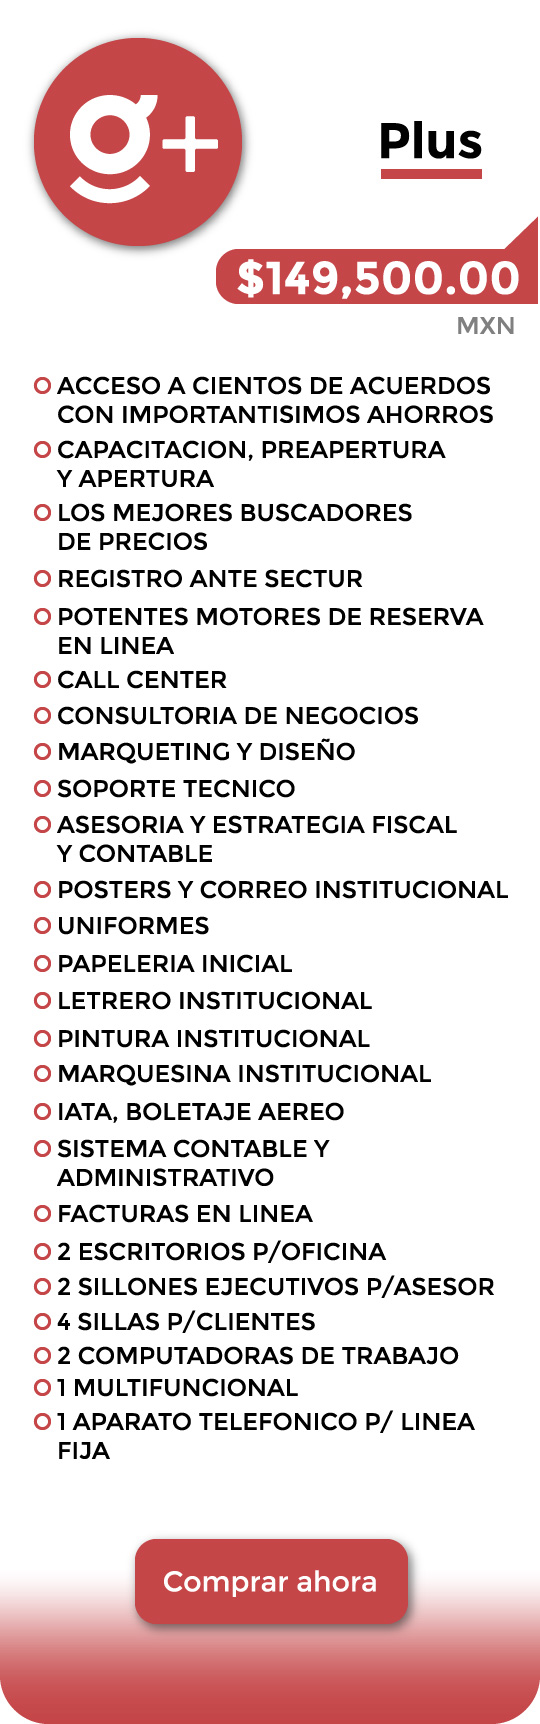 g+
Plus
$149,500.00
MXN
ACCESO A CIENTOS DE ACUERDOS
CON IMPORTANTISIMOS AHORROS
CAPACITACION, PREAPERTURA
Y APERTURA
LOS MEJORES BUSCADORES
DE PRECIOS
REGISTRO ANTE SECTUR
POTENTES MOTORES DE RESERVA
EN LINEA
CALL CENTER
CONSULTORIA DE NEGOCIOS
MARQUETING Y DISEÑO
SOPORTE TECNICO
ASESORIA Y ESTRATEGIA FISCAL
Y CONTABLE
POSTERS Y CORREO INSTITUCIONAL
UNIFORMES
PAPELERIA INICIAL
LETRERO INSTITUCIONAL
PINTURA INSTITUCIONAL
MARQUESINA INSTITUCIONAL
IATA, BOLETAJE AEREO
SISTEMA CONTABLE Y
ADMINISTRATIVO
FACTURAS EN LINEA
2 ESCRITORIOS P/OFICINA
2 SILLONES EJECUTIVOS P/ASESOR
4 SILLAS P/CLIENTES
2 COMPUTADORAS DE TRABAJO
1 MULTIFUNCIONAL
1 APARATO TELEFONICO P/ LINEA
FIJA
Comprar ahora